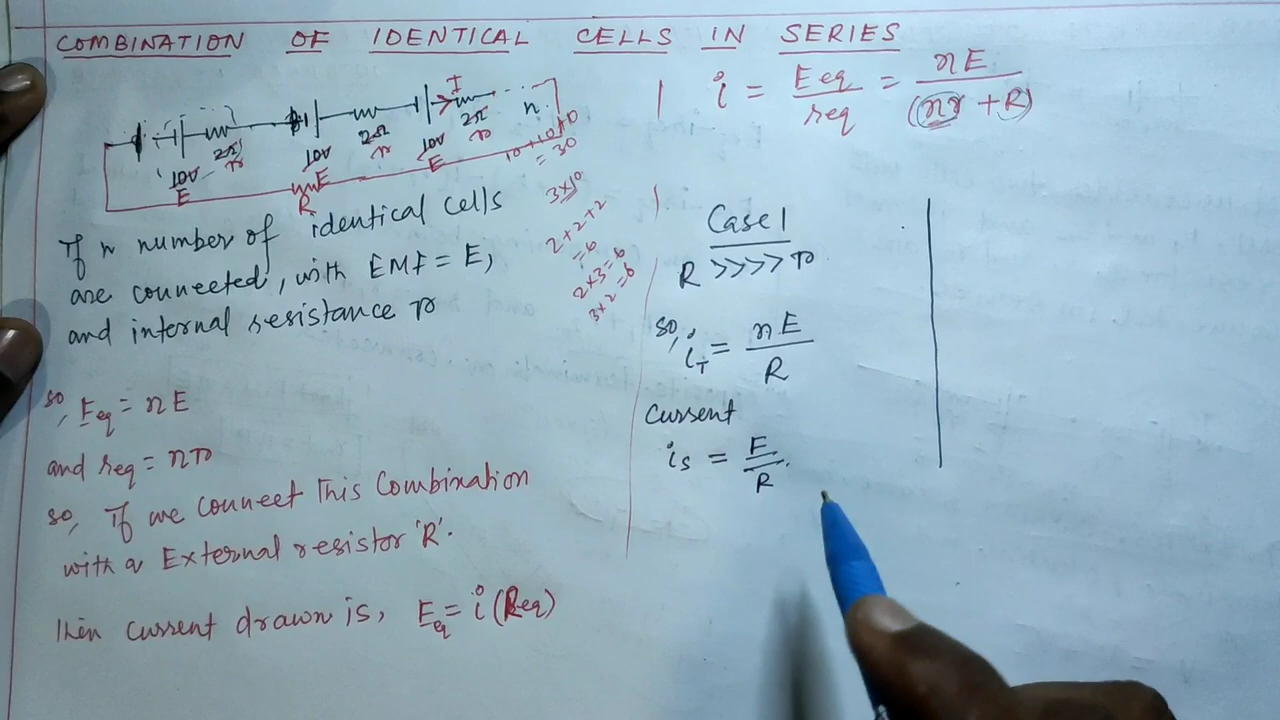 COMBINATION OF IDENTICAL CELLS IN SERIES
I
2Ω 2Ω 2Ω n
r r r
10V 10V 10V
E E E
R
10+10+10
= 30
3×10
2+2+2
= 6
2×3=6
3×2=6
If n number of identical cells
are connected, with EMF = E,
and internal resistance r
so, Eeq = nE
and req = nr
so, If we connect This Combination
with a External resistor 'R'.
Then current drawn is, Eeq = i(Req)
i = Eeq/req = nE/(nr + R)
Case 1
R >>>> r
so, iT = nE/R
Current
is = E/R